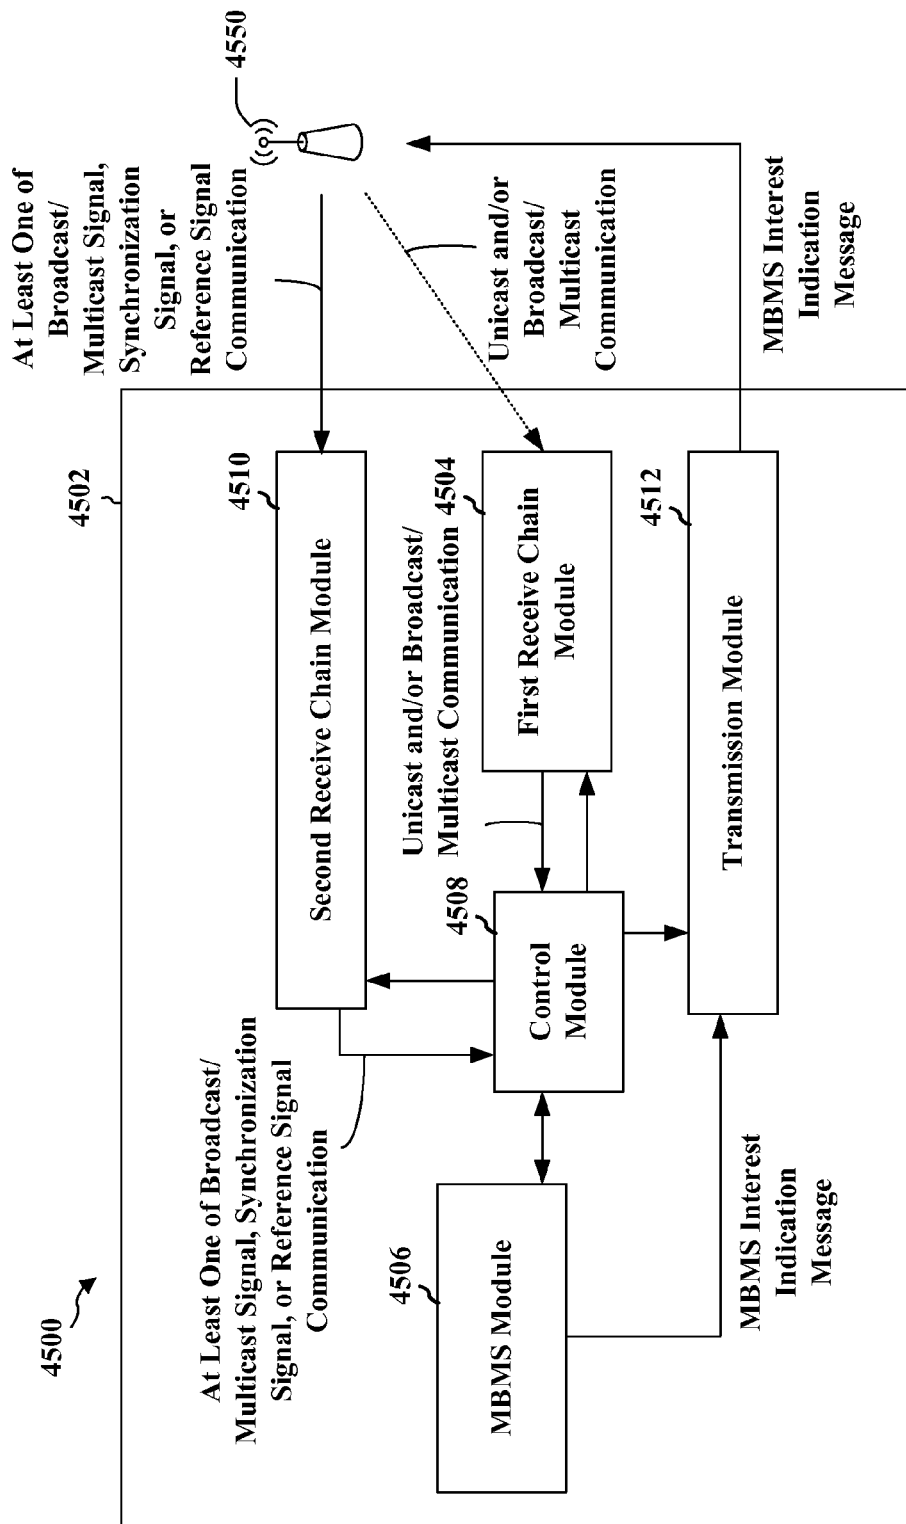 4500
4502
At Least One of
Broadcast/
Multicast Signal,
Synchronization
Signal, or
Reference Signal
Communication
4550
At Least One of Broadcast/
Multicast Signal, Synchronization
Signal, or Reference Signal
Communication
4510
Second Receive Chain Module
Unicast and/or Broadcast/
Multicast Communication
4504
First Receive Chain
Module
Unicast and/or
Broadcast/
Multicast
Communication
4506
MBMS Module
4508
Control
Module
4512
Transmission Module
MBMS Interest
Indication
Message
MBMS Interest
Indication
Message